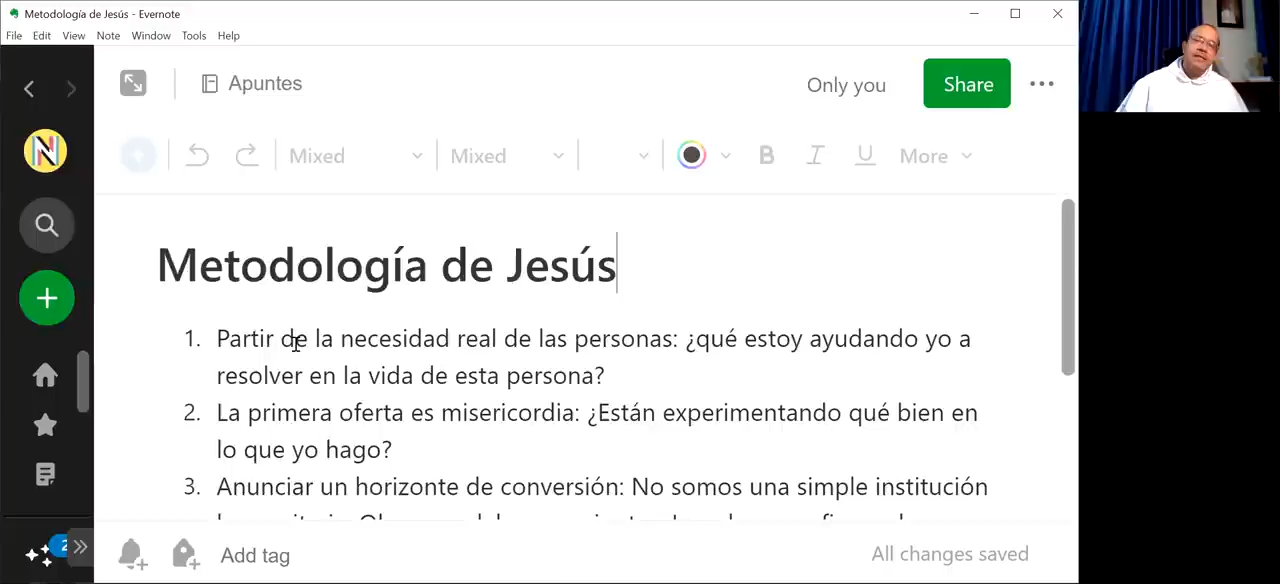 Metodología de Jesús - Evernote
File Edit View Note Window Tools Help
Apuntes
Only you
Share
Mixed
Mixed
B I U More
Metodología de Jesús
1. Partir de la necesidad real de las personas: ¿qué estoy ayudando yo a
resolver en la vida de esta persona?
2. La primera oferta es misericordia: ¿Están experimentando qué bien en
lo que yo hago?
3. Anunciar un horizonte de conversión: No somos una simple institución
N
2
Add tag
All changes saved